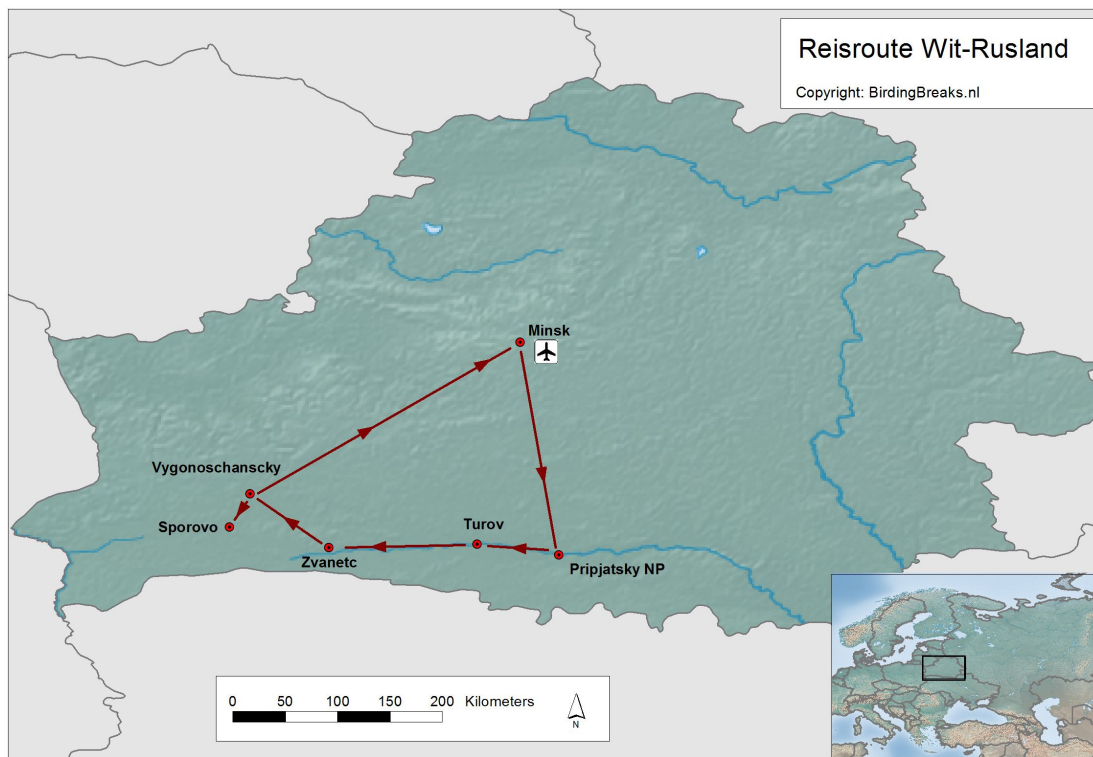 Reisroute Wit-Rusland
Copyright: BirdingBreaks.nl
Minsk
Vygonoschanscky
Sporovo
Turov
Zvanetc
Pripjatsky NP
0 50 100 150 200 Kilometers
N